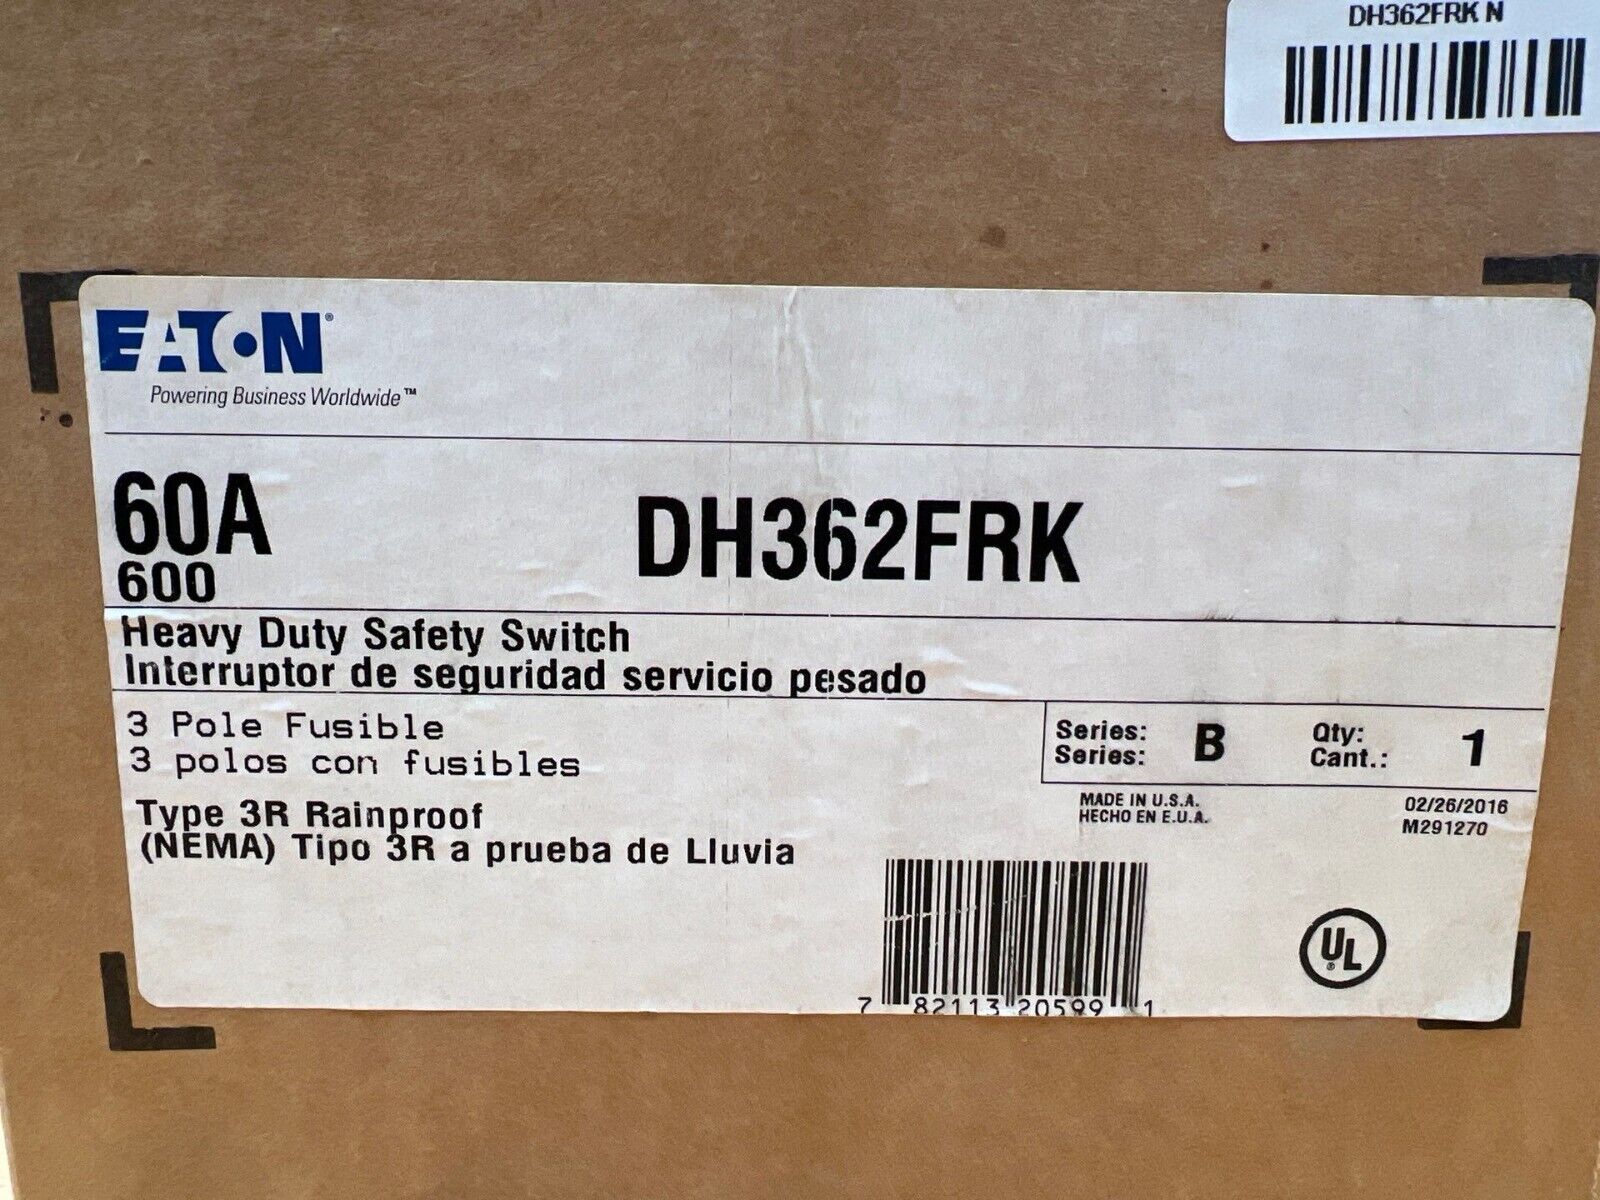 DH362FRK N
EATON®
Powering Business Worldwide™
60A
600
DH362FRK
Heavy Duty Safety Switch
Interruptor de seguridad servicio pesado
3 Pole Fusible
3 polos con fusibles
Series: B Qty: 1
Series: Cant.:
Type 3R Rainproof
(NEMA) Tipo 3R a prueba de Lluvia
MADE IN U.S.A.
HECHO EN E.U.A.
02/26/2016
M291270
7 82113 20599 1
UL®